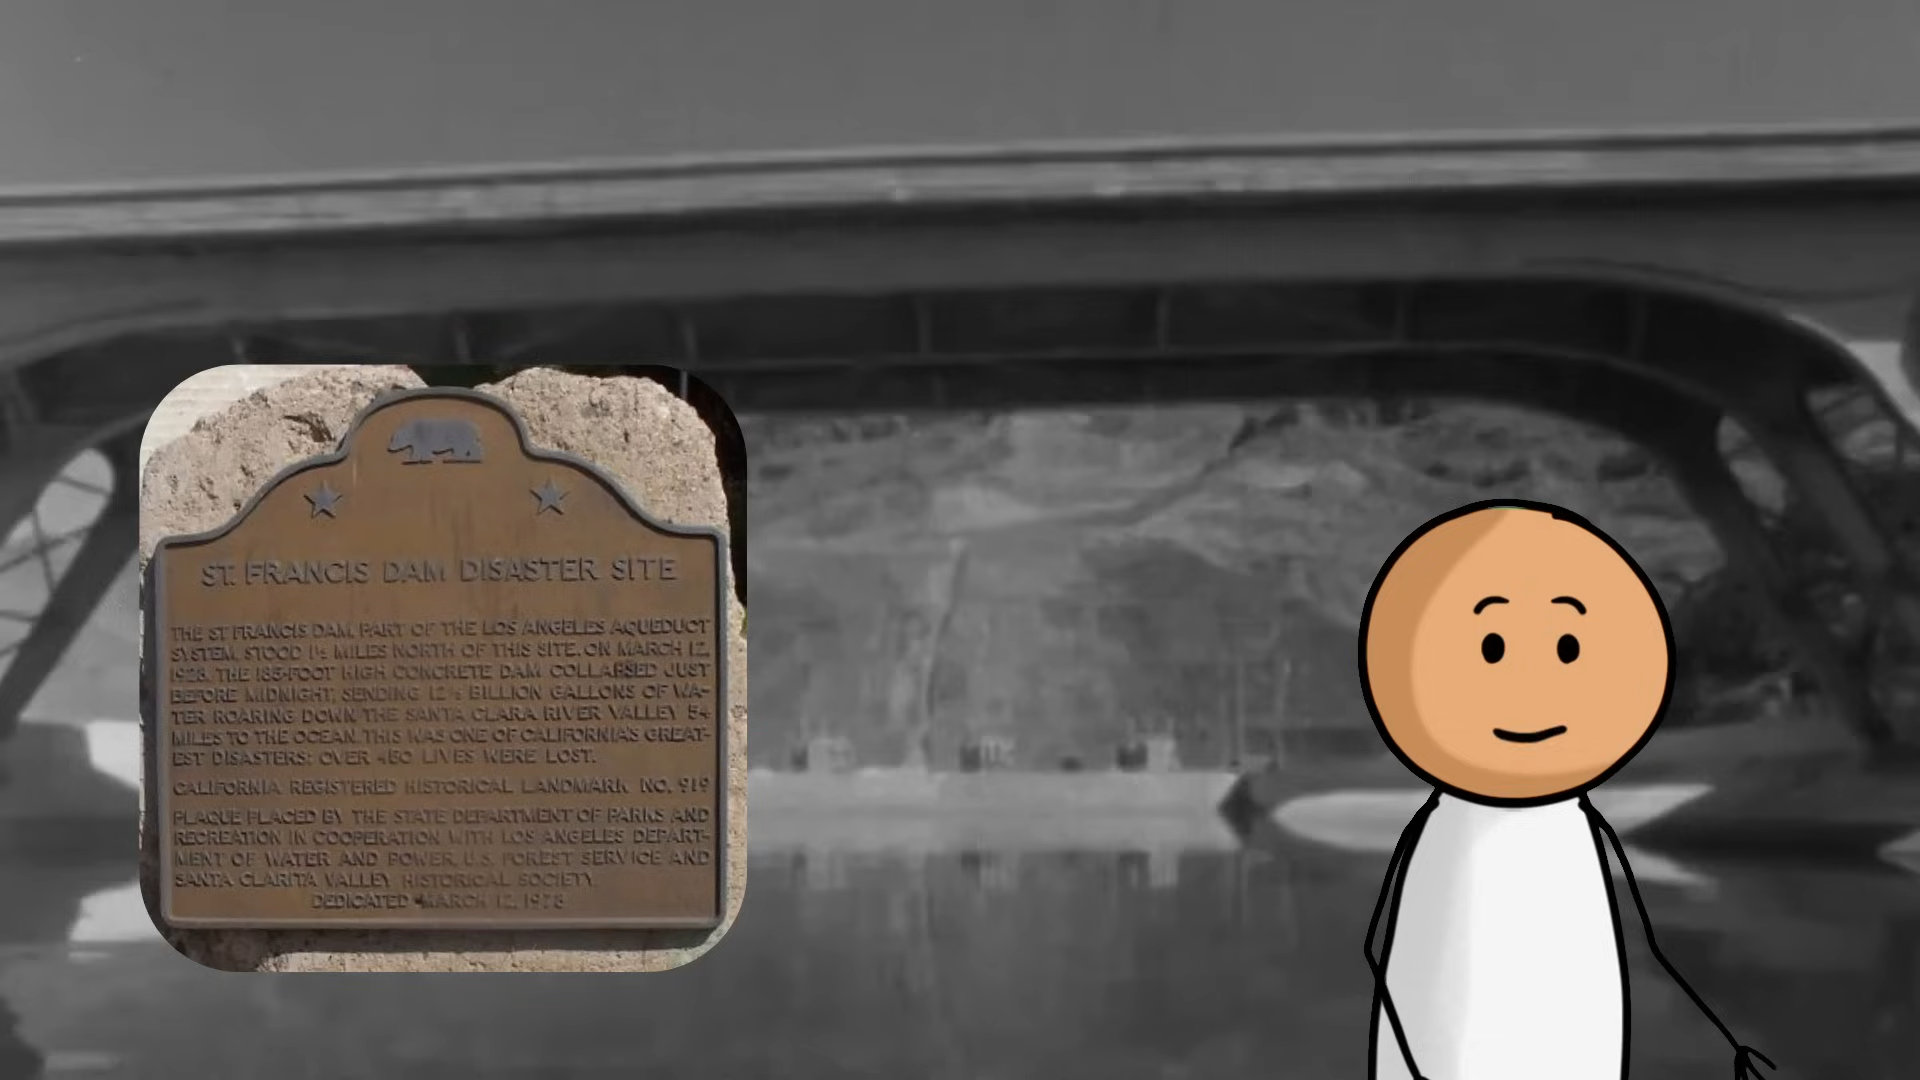 ST. FRANCIS DAM DISASTER SITE
THE ST FRANCIS DAM, PART OF THE LOS ANGELES AQUEDUCT
SYSTEM, STOOD 1½ MILES NORTH OF THIS SITE. ON MARCH 12,
1928, THE 185-FOOT HIGH CONCRETE DAM COLLAPSED JUST
BEFORE MIDNIGHT, SENDING 12½ BILLION GALLONS OF WA-
TER ROARING DOWN THE SANTA CLARA RIVER VALLEY 54
MILES TO THE OCEAN. THIS WAS ONE OF CALIFORNIA'S GREAT-
EST DISASTERS: OVER 450 LIVES WERE LOST.
CALIFORNIA REGISTERED HISTORICAL LANDMARK NO. 919
PLAQUE PLACED BY THE STATE DEPARTMENT OF PARKS AND
RECREATION IN COOPERATION WITH LOS ANGELES DEPART-
MENT OF WATER AND POWER, U.S. FOREST SERVICE AND
SANTA CLARITA VALLEY HISTORICAL SOCIETY.
DEDICATED MARCH 12, 1978